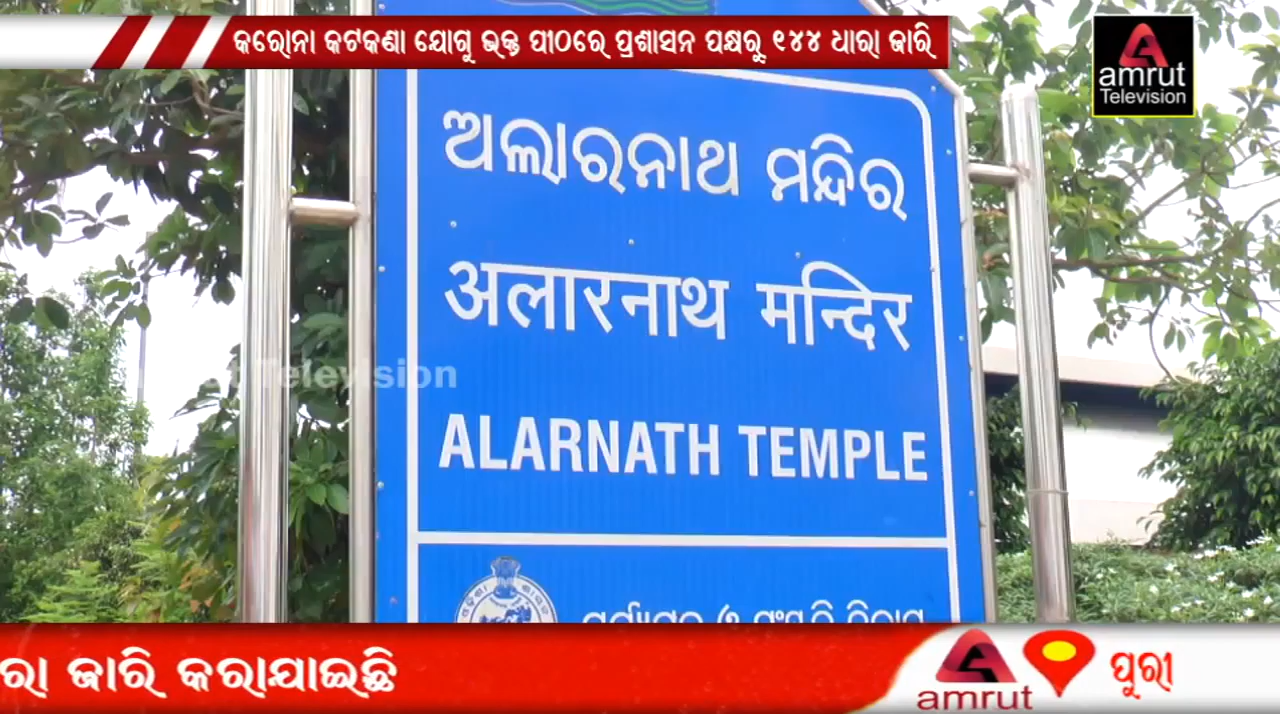 କରୋନା କଟକଣା ଯୋଗୁ ଭକ୍ତ ପୀଠରେ ପ୍ରଶାସନ ପକ୍ଷରୁ ୧୪୪ ଧାରା ଜାରି
amrut
Television
ଅଲାରନାଥ ମନ୍ଦିର
अलारनाथ मन्दिर
Television
ALARNATH TEMPLE
ରା ଜାରି କରାଯାଇଛି
amrut
ପୁରୀ